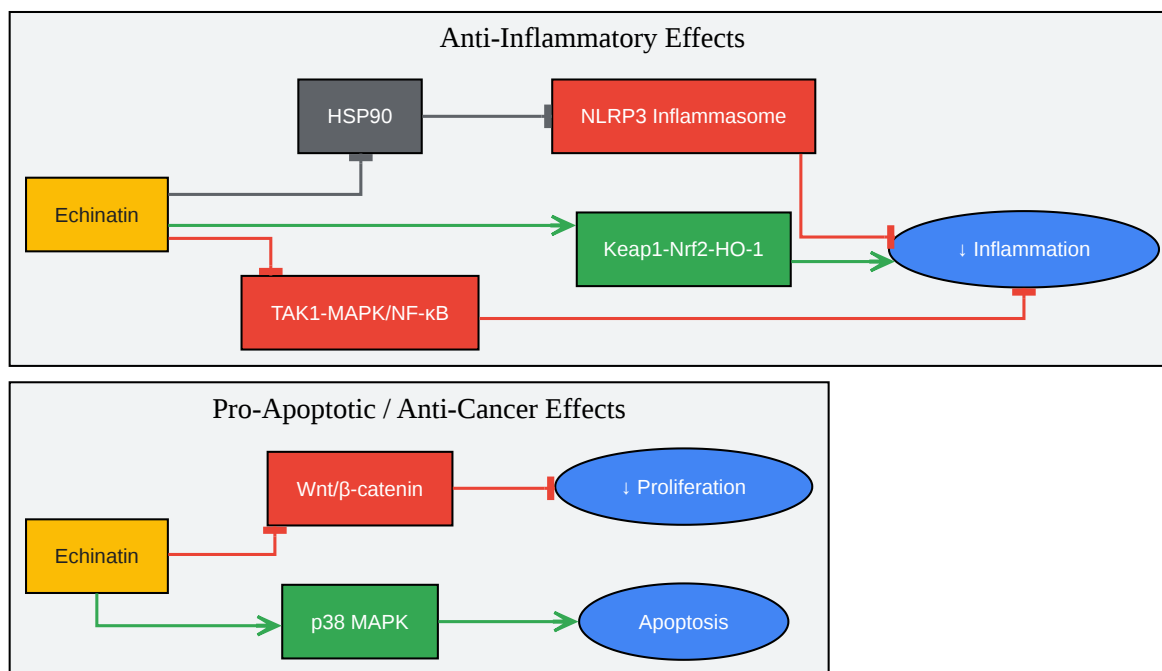 Anti-Inflammatory Effects
HSP90
NLRP3 Inflammasome
Echinatin
Keap1-Nrf2-HO-1
↓ Inflammation
TAK1-MAPK/NF-κB
Pro-Apoptotic / Anti-Cancer Effects
Wnt/β-catenin
↓ Proliferation
Echinatin
p38 MAPK
Apoptosis